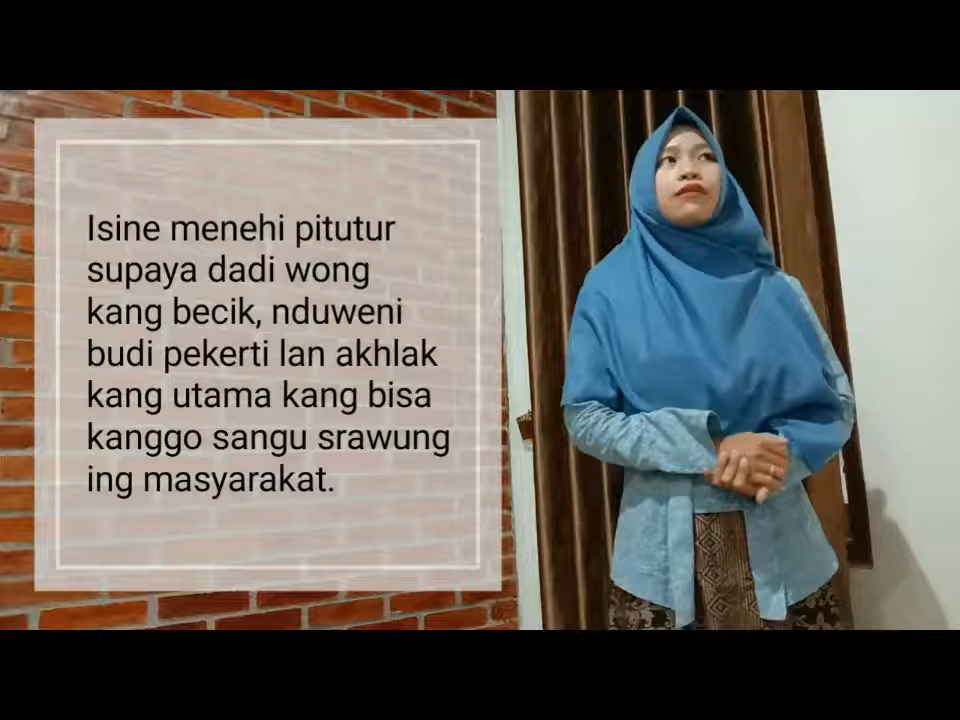 Isine menehi pitutur
supaya dadi wong
kang becik, nduweni
budi pekerti lan akhlak
kang utama kang bisa
kanggo sangu srawung
ing masyarakat.